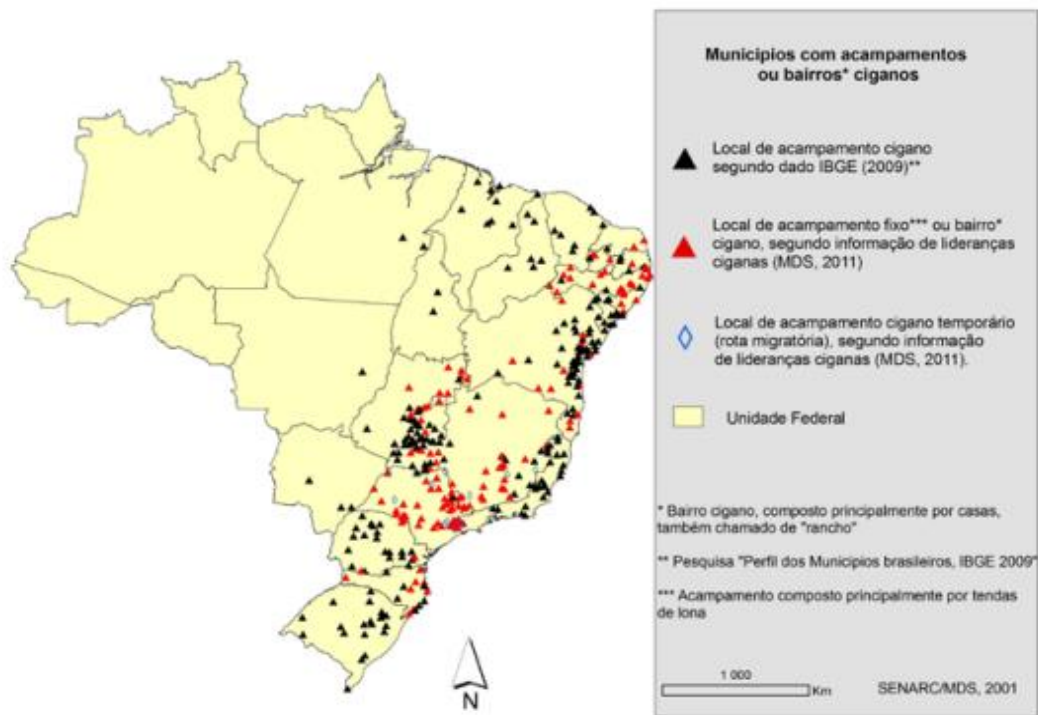 Municipios com acampamentos
ou bairros* ciganos
Local de acampamento cigano
segundo dado IBGE (2009)**
Local de acampamento fixo*** ou bairro*
cigano, segundo informação de lideranças
ciganas (MDS, 2011)
Local de acampamento cigano temporário
(rota migratória), segundo informação
de lideranças ciganas (MDS, 2011).
Unidade Federal
* Bairro cigano, composto principalmente por casas,
também chamado de "rancho"
** Pesquisa "Perfil dos Municipios brasileiros, IBGE 2009"
*** Acampamento composto principalmente por tendas
de lona
1 000
Km
SENARC/MDS, 2001
N